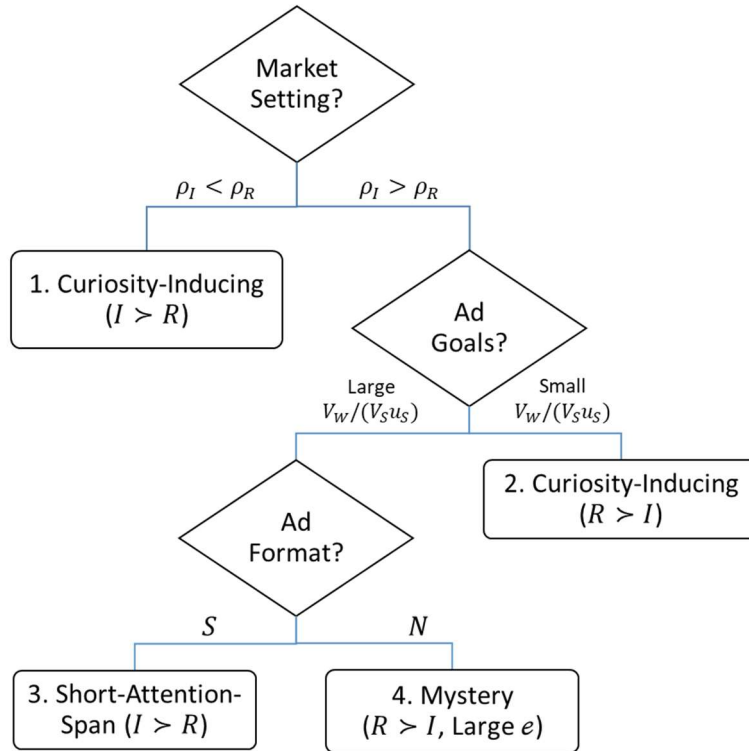 Market
Setting?
ρ_I < ρ_R
ρ_I > ρ_R
1. Curiosity-Inducing
(I ≻ R)
Ad
Goals?
Large
V_W/(V_S u_S)
Small
V_W/(V_S u_S)
2. Curiosity-Inducing
(R ≻ I)
Ad
Format?
S
N
3. Short-Attention-
Span (I ≻ R)
4. Mystery
(R ≻ I, Large e)